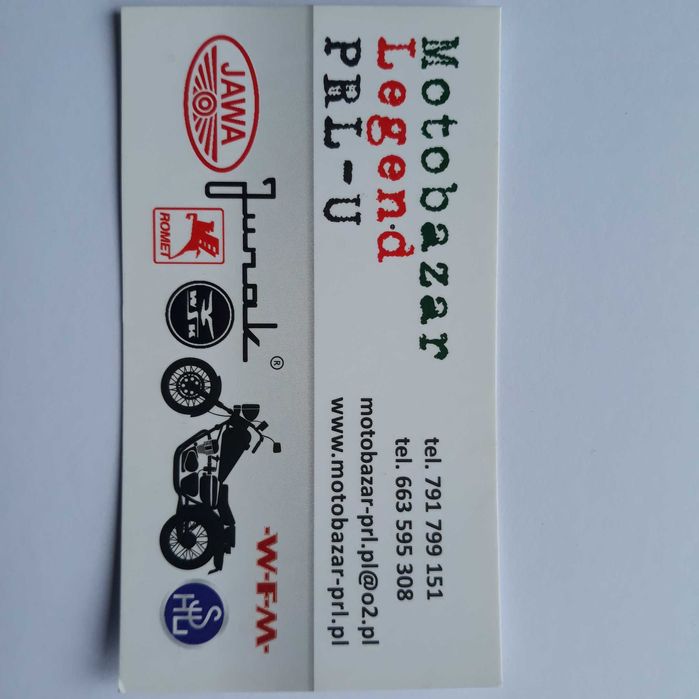 Motobazar
Legend
PRL-U
tel. 791 799 151
tel. 663 595 308
motobazar-prl.pl@o2.pl
www.motobazar-prl.pl
JAWA
Junak ®
ROMET
WSK
-W-F-M-
SHL